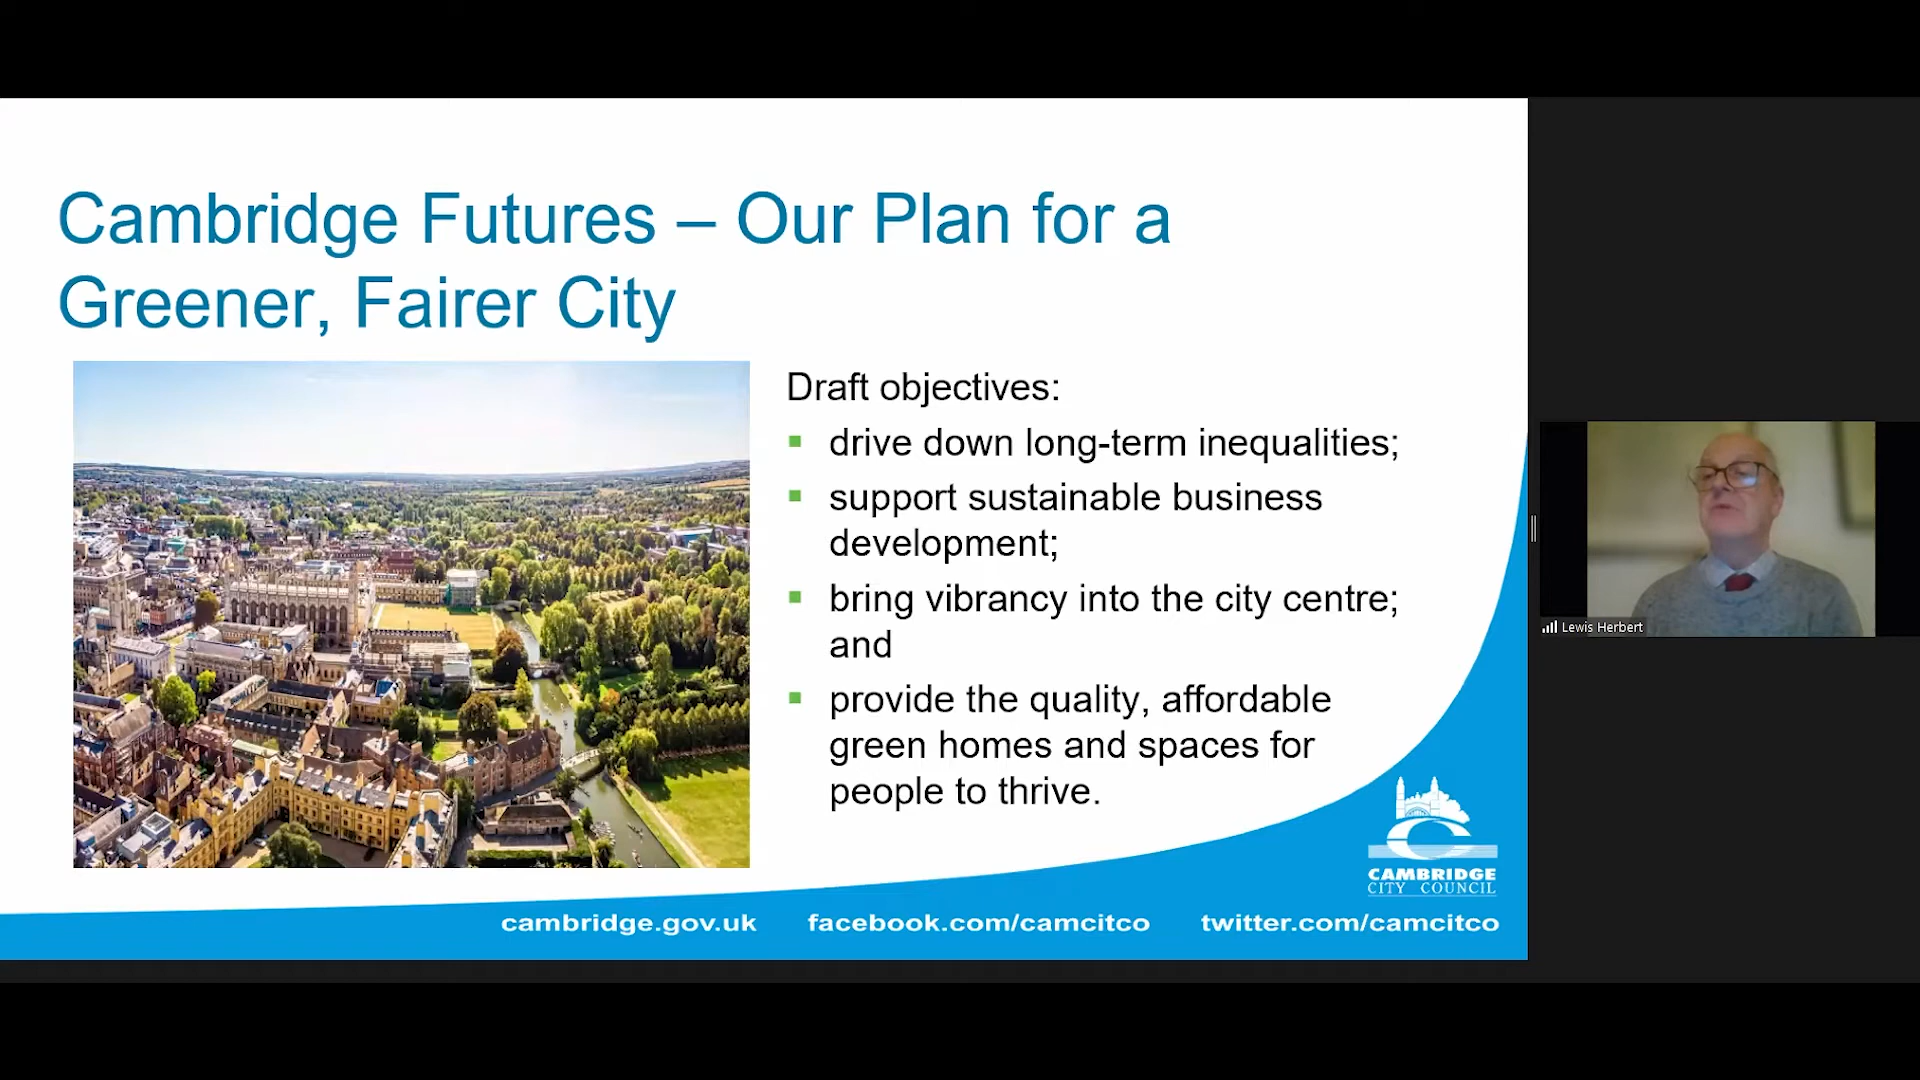 Cambridge Futures – Our Plan for a
Greener, Fairer City
Draft objectives:
drive down long-term inequalities;
support sustainable business
development;
bring vibrancy into the city centre;
and
provide the quality, affordable
green homes and spaces for
people to thrive.
CAMBRIDGE
CITY COUNCIL
cambridge.gov.uk facebook.com/camcitco twitter.com/camcitco
Lewis Herbert